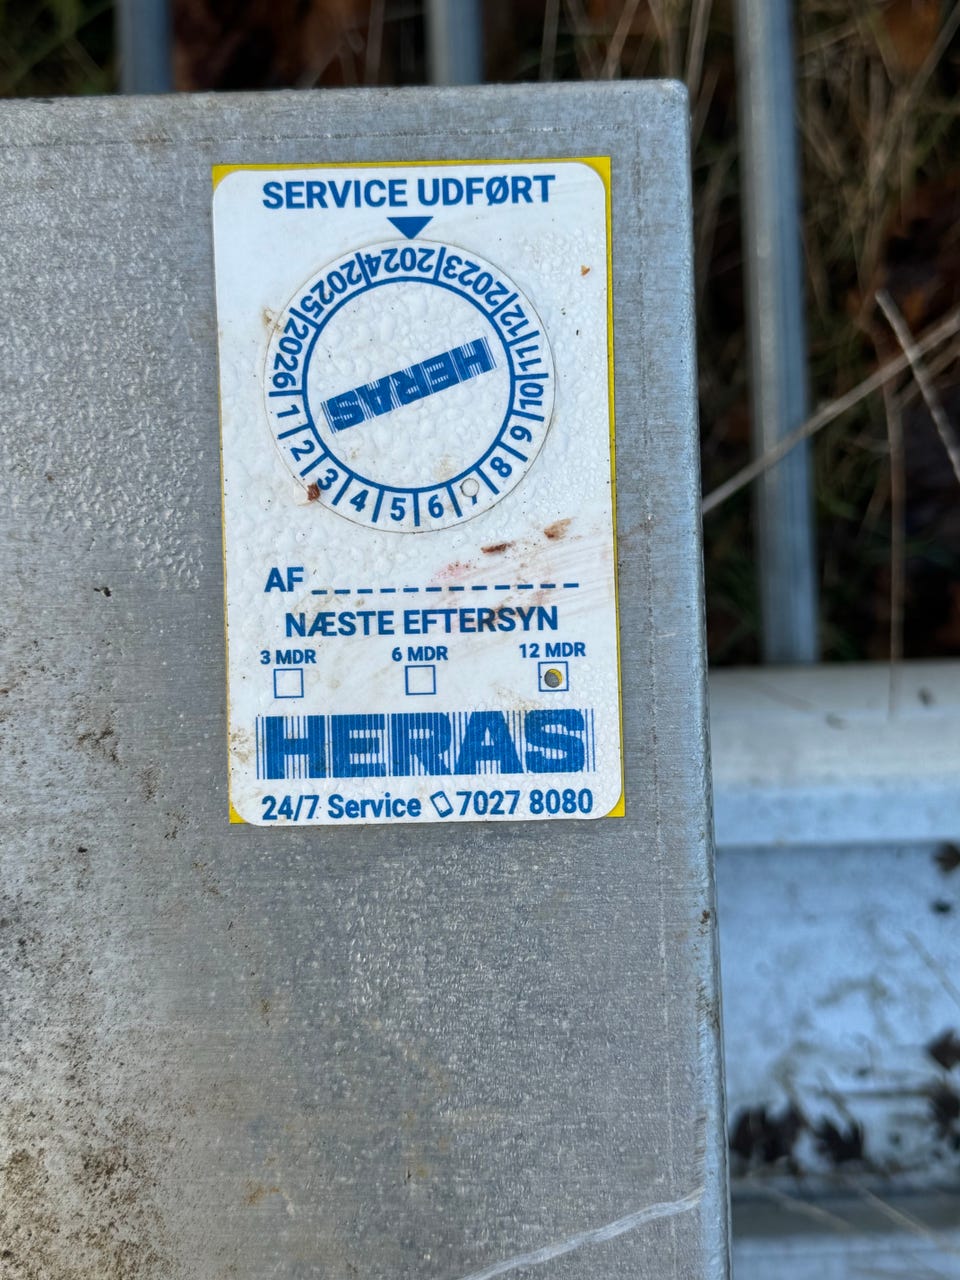 SERVICE UDFØRT
2023|2024|2025|2026|1|2|3|4|5|6| |8|9|10|11|12|
HERAS
AF ____________
NÆSTE EFTERSYN
3 MDR 6 MDR 12 MDR
HERAS
24/7 Service 7027 8080